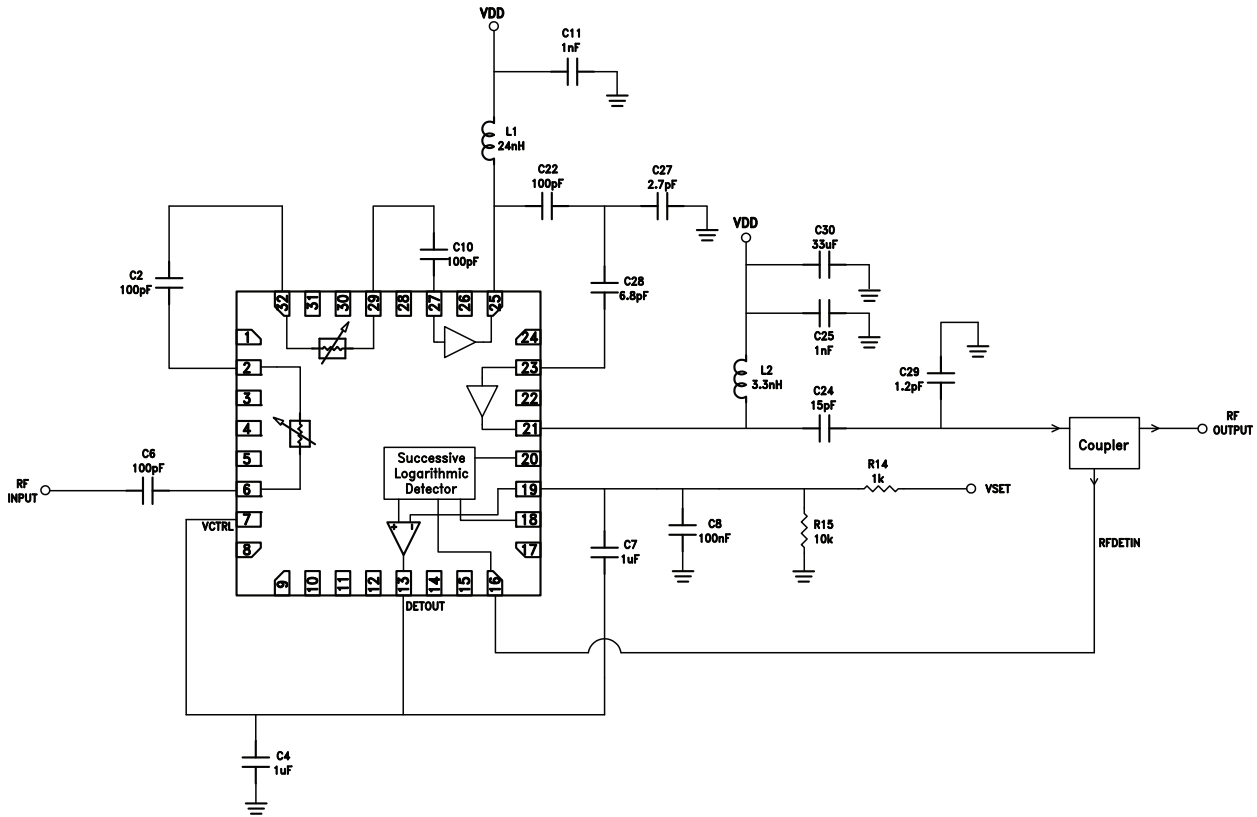 VDD
C11
1nF
L1
24nH
C22
100pF
C27
2.7pF
VDD
C30
33uF
C10
100pF
C2
100pF
C28
6.8pF
C25
1nF
L2
3.3nH
C29
1.2pF
C24
15pF
RF
OUTPUT
Coupler
32
31
30
29
28
27
26
25
1
2
3
4
5
6
7
8
24
23
22
21
20
19
18
17
9
10
11
12
13
14
15
16
Successive
Logarithmic
Detector
+
-
C6
100pF
RF
INPUT
VCTRL
R14
1k
VSET
C8
100nF
R15
10k
C7
1uF
RFDETIN
DETOUT
C4
1uF